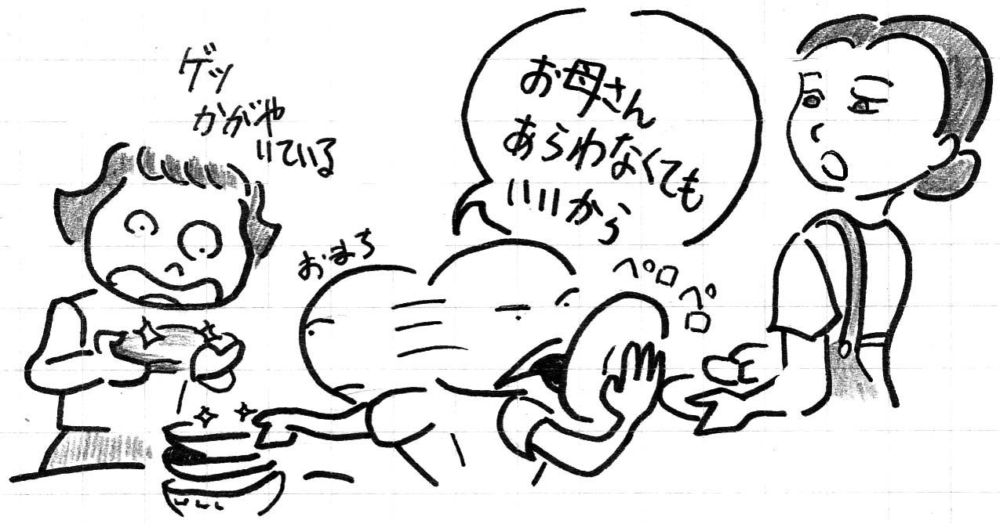 ゲッ
かがや
いている
お母さん
あらわなくても
いいから
おまち
ペロ
ペロ